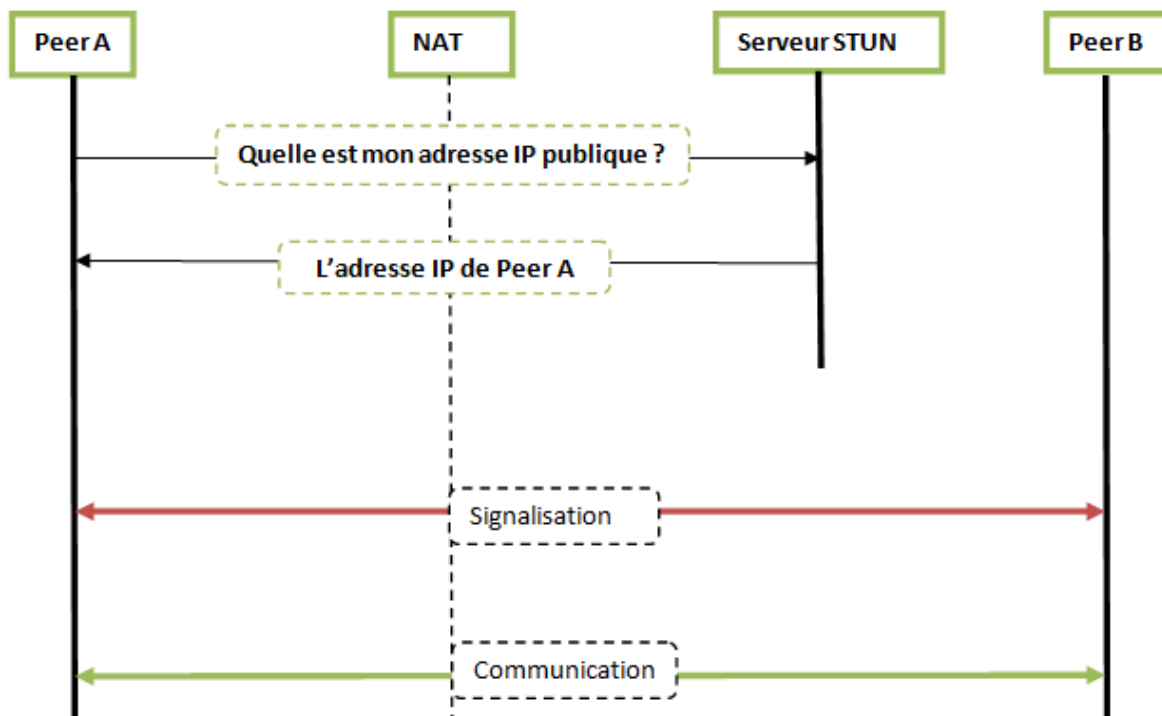 Peer A
NAT
Serveur STUN
Peer B
Quelle est mon adresse IP publique ?
L’adresse IP de Peer A
Signalisation
Communication